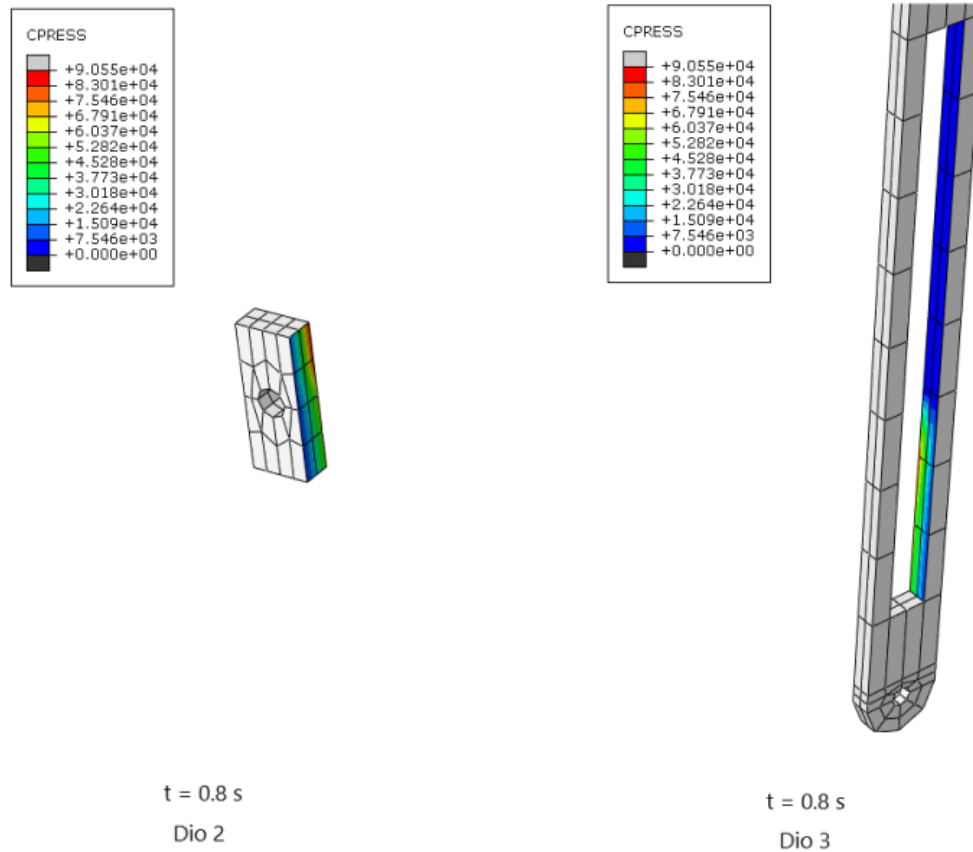 CPRESS
+9.055e+04
+8.301e+04
+7.546e+04
+6.791e+04
+6.037e+04
+5.282e+04
+4.528e+04
+3.773e+04
+3.018e+04
+2.264e+04
+1.509e+04
+7.546e+03
+0.000e+00
t = 0.8 s
Dio 2
CPRESS
+9.055e+04
+8.301e+04
+7.546e+04
+6.791e+04
+6.037e+04
+5.282e+04
+4.528e+04
+3.773e+04
+3.018e+04
+2.264e+04
+1.509e+04
+7.546e+03
+0.000e+00
t = 0.8 s
Dio 3